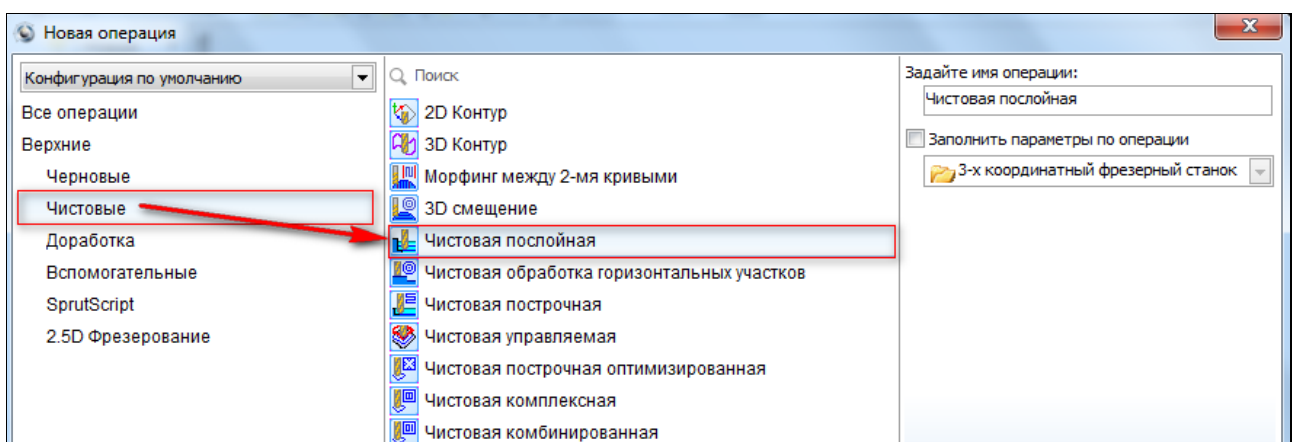 Новая операция
Конфигурация по умолчанию
Все операции
Верхние
Черновые
Чистовые
Доработка
Вспомогательные
SprutScript
2.5D Фрезерование
Поиск
2D Контур
3D Контур
Морфинг между 2-мя кривыми
3D смещение
Чистовая послойная
Чистовая обработка горизонтальных участков
Чистовая построчная
Чистовая управляемая
Чистовая построчная оптимизированная
Чистовая комплексная
Чистовая комбинированная
Задайте имя операции:
Чистовая послойная
Заполнить параметры по операции
3-х координатный фрезерный станок